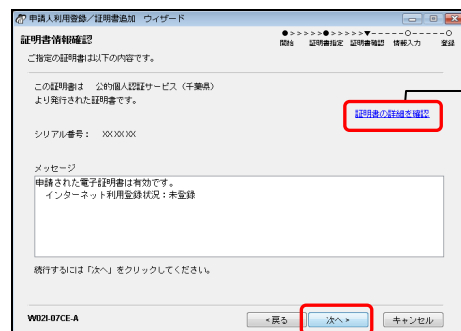 申請人利用登録/証明書追加 ウィザード
証明書情報確認
●>>>>>●>>>>>▼-----○-----○
開始 証明書指定 証明書確認 情報入力 登録
ご指定の証明書は以下の内容です。
この証明書は 公的個人認証サービス（千葉県）
より発行された証明書です。
証明書の詳細を確認
シリアル番号： XXXXXXX
メッセージ
申請された電子証明書は有効です。
インターネット利用登録状況：未登録
続行するには「次へ」をクリックしてください。
W02I-07CE-A
<戻る 次へ> キャンセル